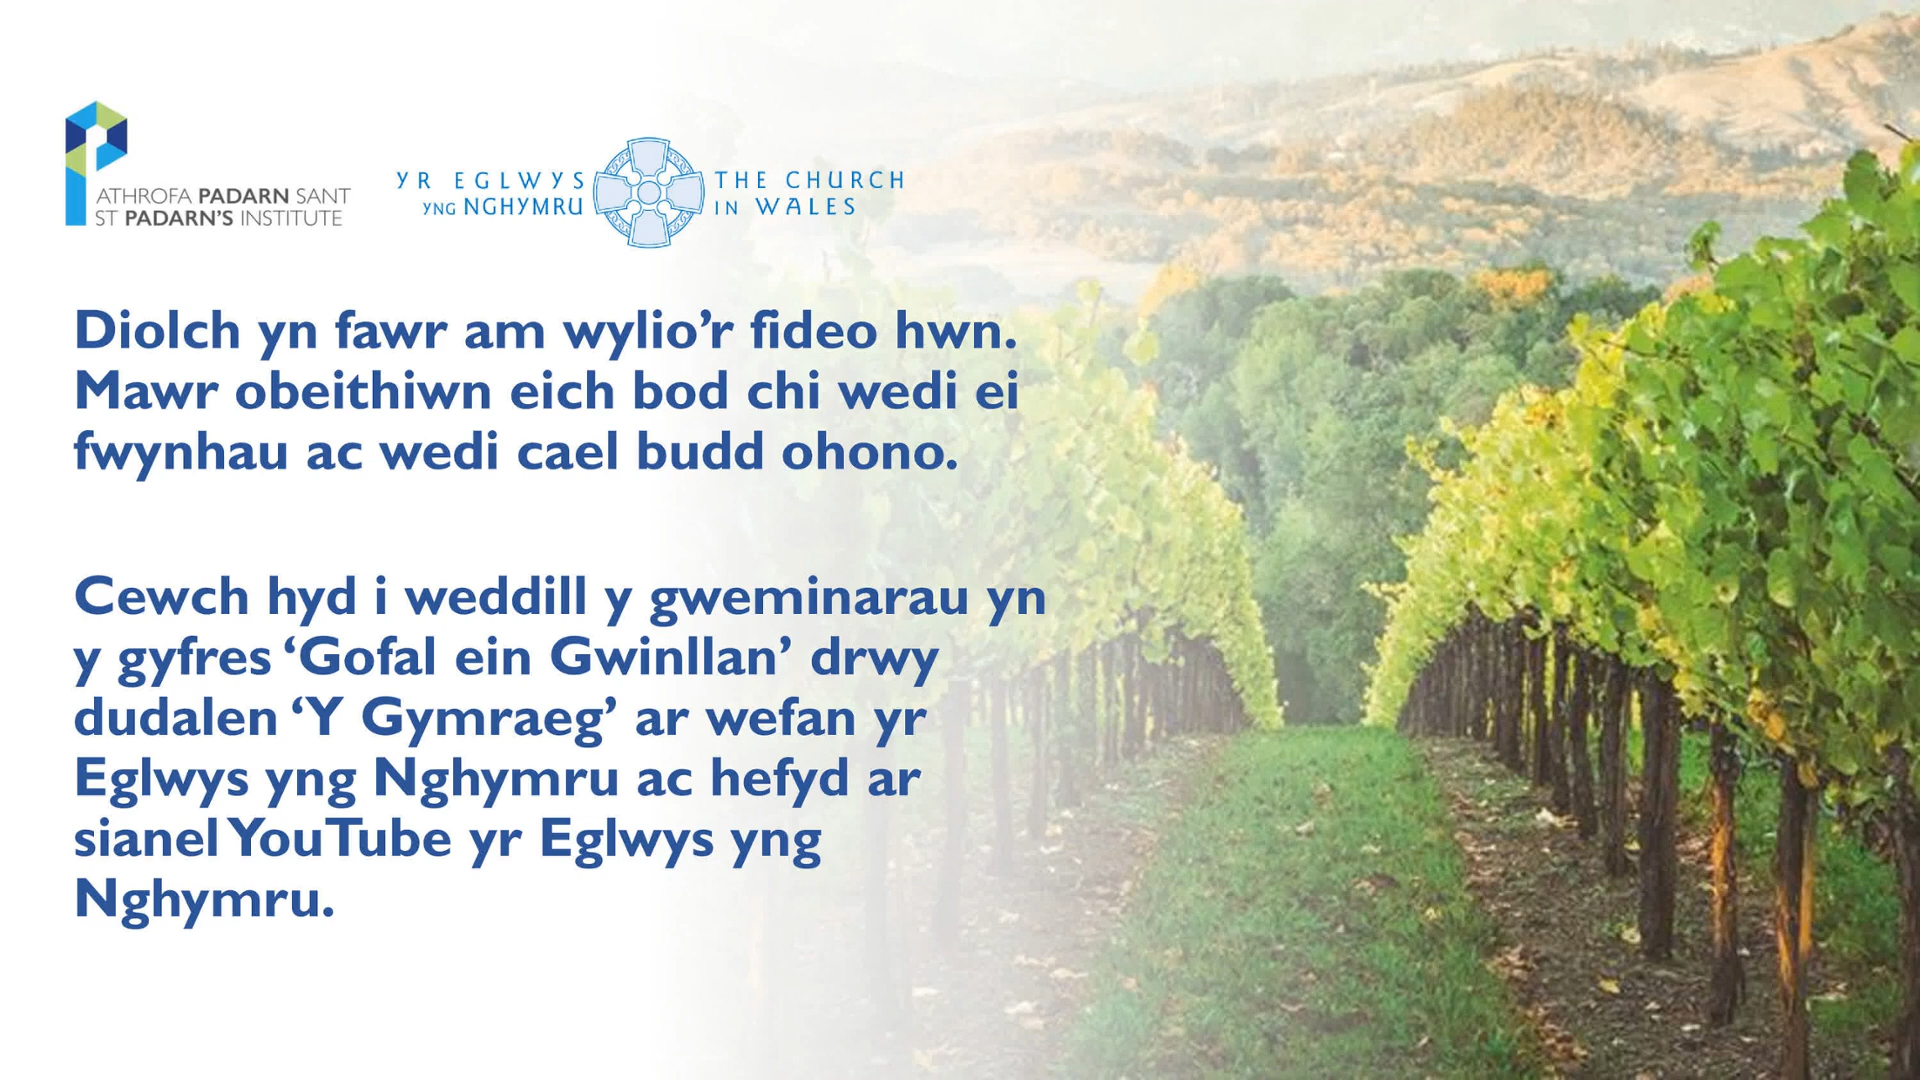 ATHROFA PADARN SANT
ST PADARN'S INSTITUTE
YR EGLWYS
YNG NGHYMRU
THE CHURCH
IN WALES
Diolch yn fawr am wylio’r fideo hwn.
Mawr obeithiwn eich bod chi wedi ei
fwynhau ac wedi cael budd ohono.
Cewch hyd i weddill y gweminarau yn
y gyfres ‘Gofal ein Gwinllan’ drwy
dudalen ‘Y Gymraeg’ ar wefan yr
Eglwys yng Nghymru ac hefyd ar
sianel YouTube yr Eglwys yng
Nghymru.